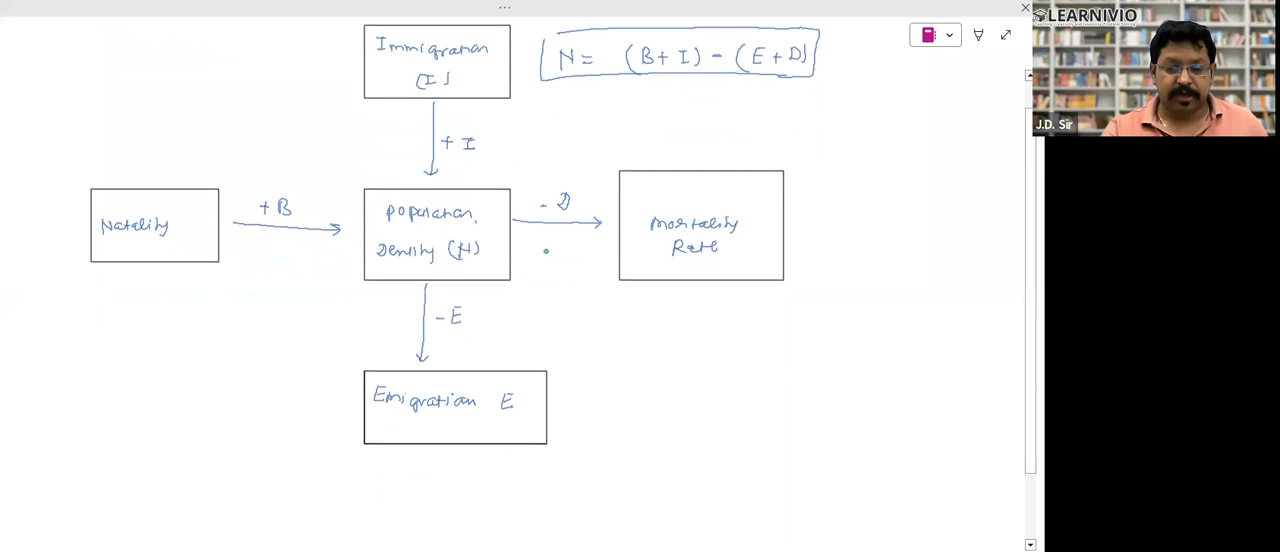 LEARNIVIO
Immigration
(I)
N = (B+ I) - (E + D)
J.D. Sir
+ I
Natality
+ B
Population
Density (N)
- D
Mortality
Rate
- E
Emigration E